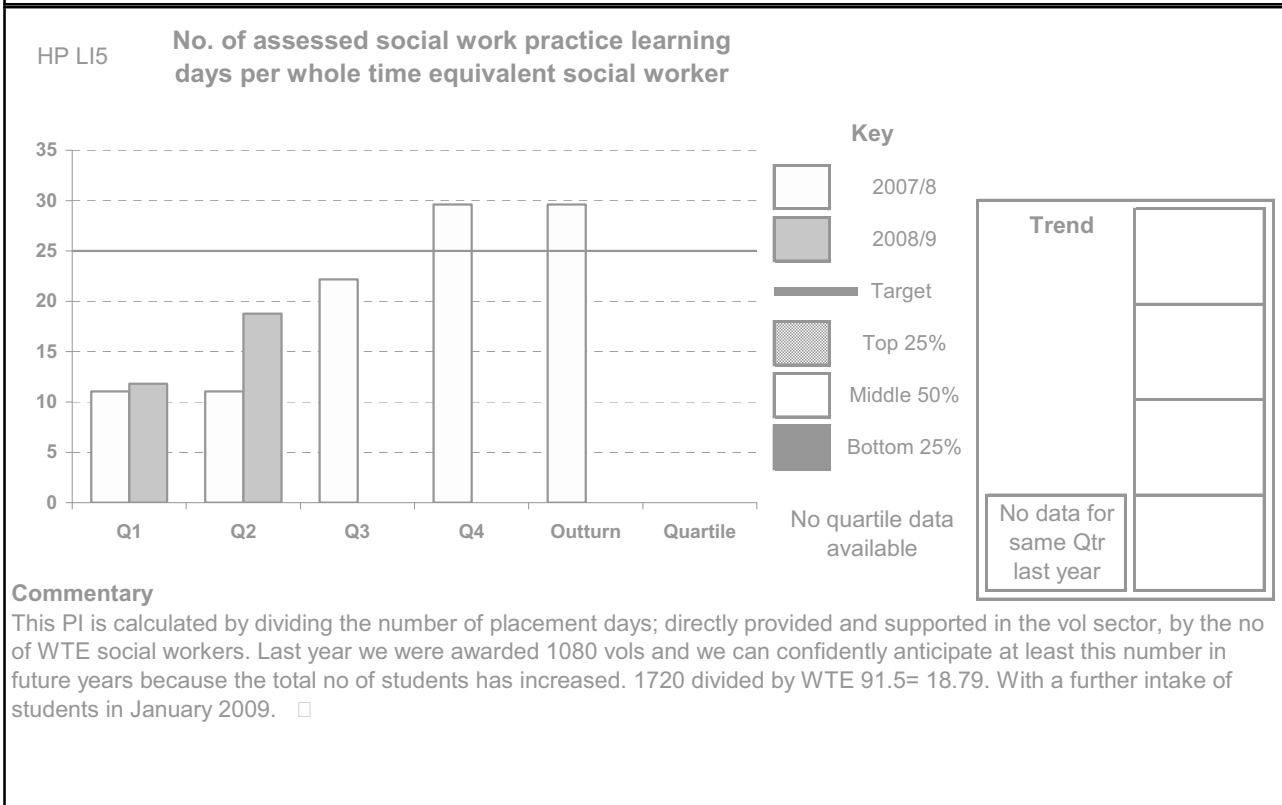 HP LI5
No. of assessed social work practice learning
days per whole time equivalent social worker
35
30
25
20
15
10
5
0
Q1
Q2
Q3
Q4
Outturn
Quartile
Key
2007/8
2008/9
Target
Top 25%
Middle 50%
Bottom 25%
No quartile data
available
Trend
No data for
same Qtr
last year
Commentary
This PI is calculated by dividing the number of placement days; directly provided and supported in the vol sector, by the no
of WTE social workers. Last year we were awarded 1080 vols and we can confidently anticipate at least this number in
future years because the total no of students has increased. 1720 divided by WTE 91.5= 18.79. With a further intake of
students in January 2009.